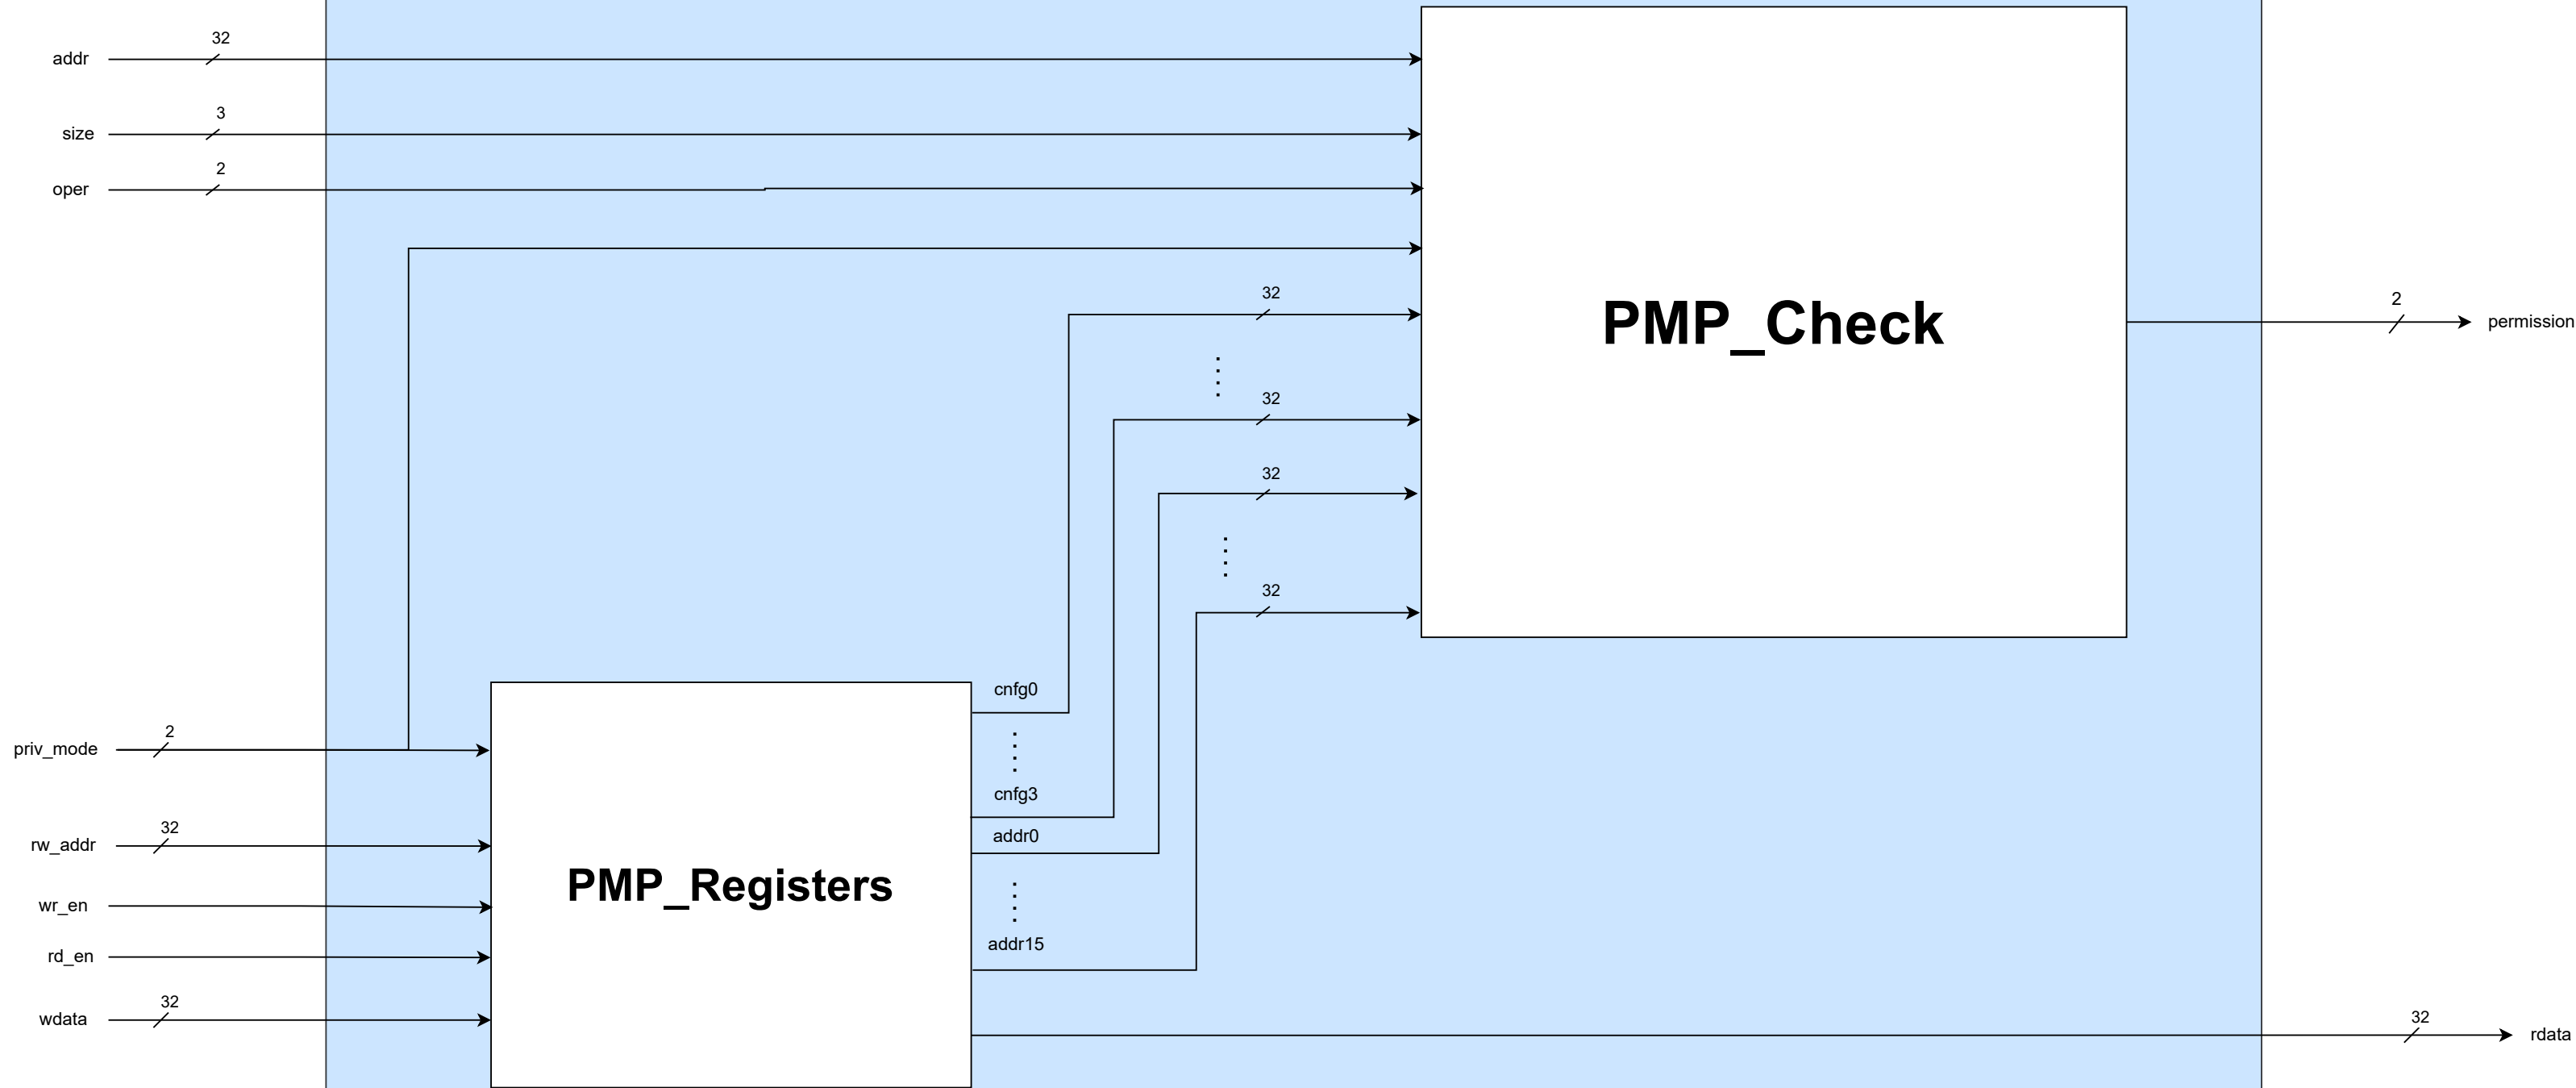 32
addr
3
size
2
oper
32
32
32
32
PMP_Check
2
permission
cnfg0
cnfg3
addr0
addr15
2
priv_mode
32
rw_addr
wr_en
rd_en
32
wdata
PMP_Registers
32
rdata